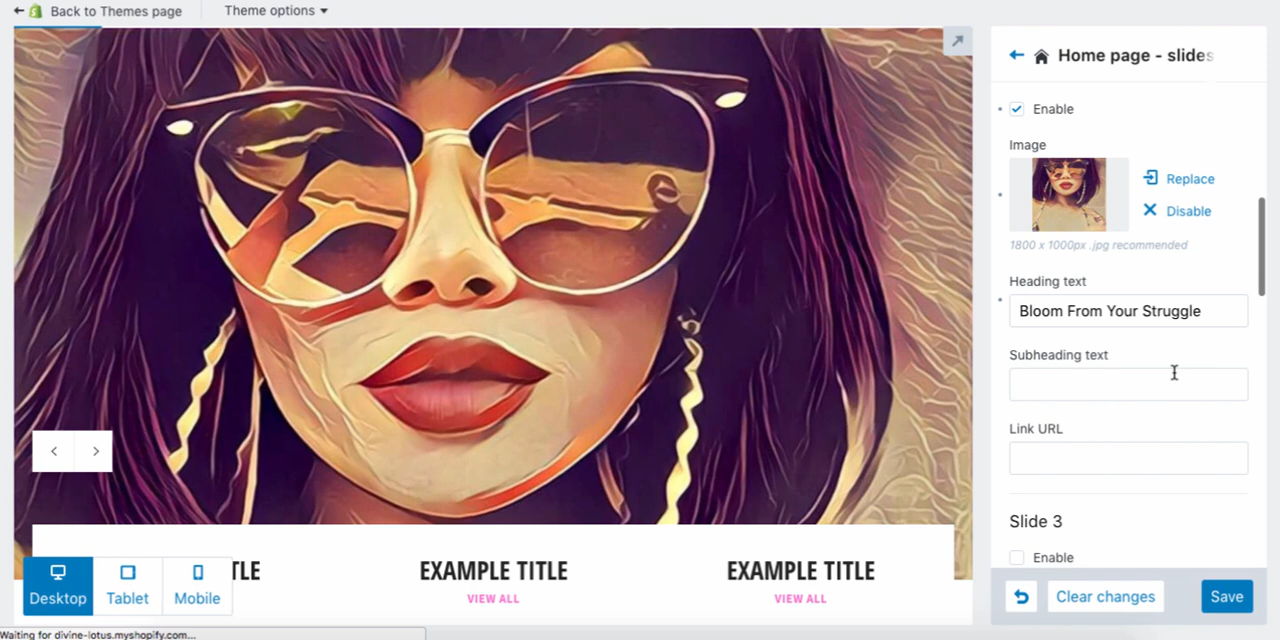 Back to Themes page
Theme options
Home page - slides
Enable
Image
Replace
Disable
1800 x 1000px .jpg recommended
Heading text
Bloom From Your Struggle
Subheading text
Link URL
Slide 3
Enable
Clear changes
Save
EXAMPLE TITLE
VIEW ALL
EXAMPLE TITLE
VIEW ALL
Desktop
Tablet
Mobile
Waiting for divine-lotus.myshopify.com...